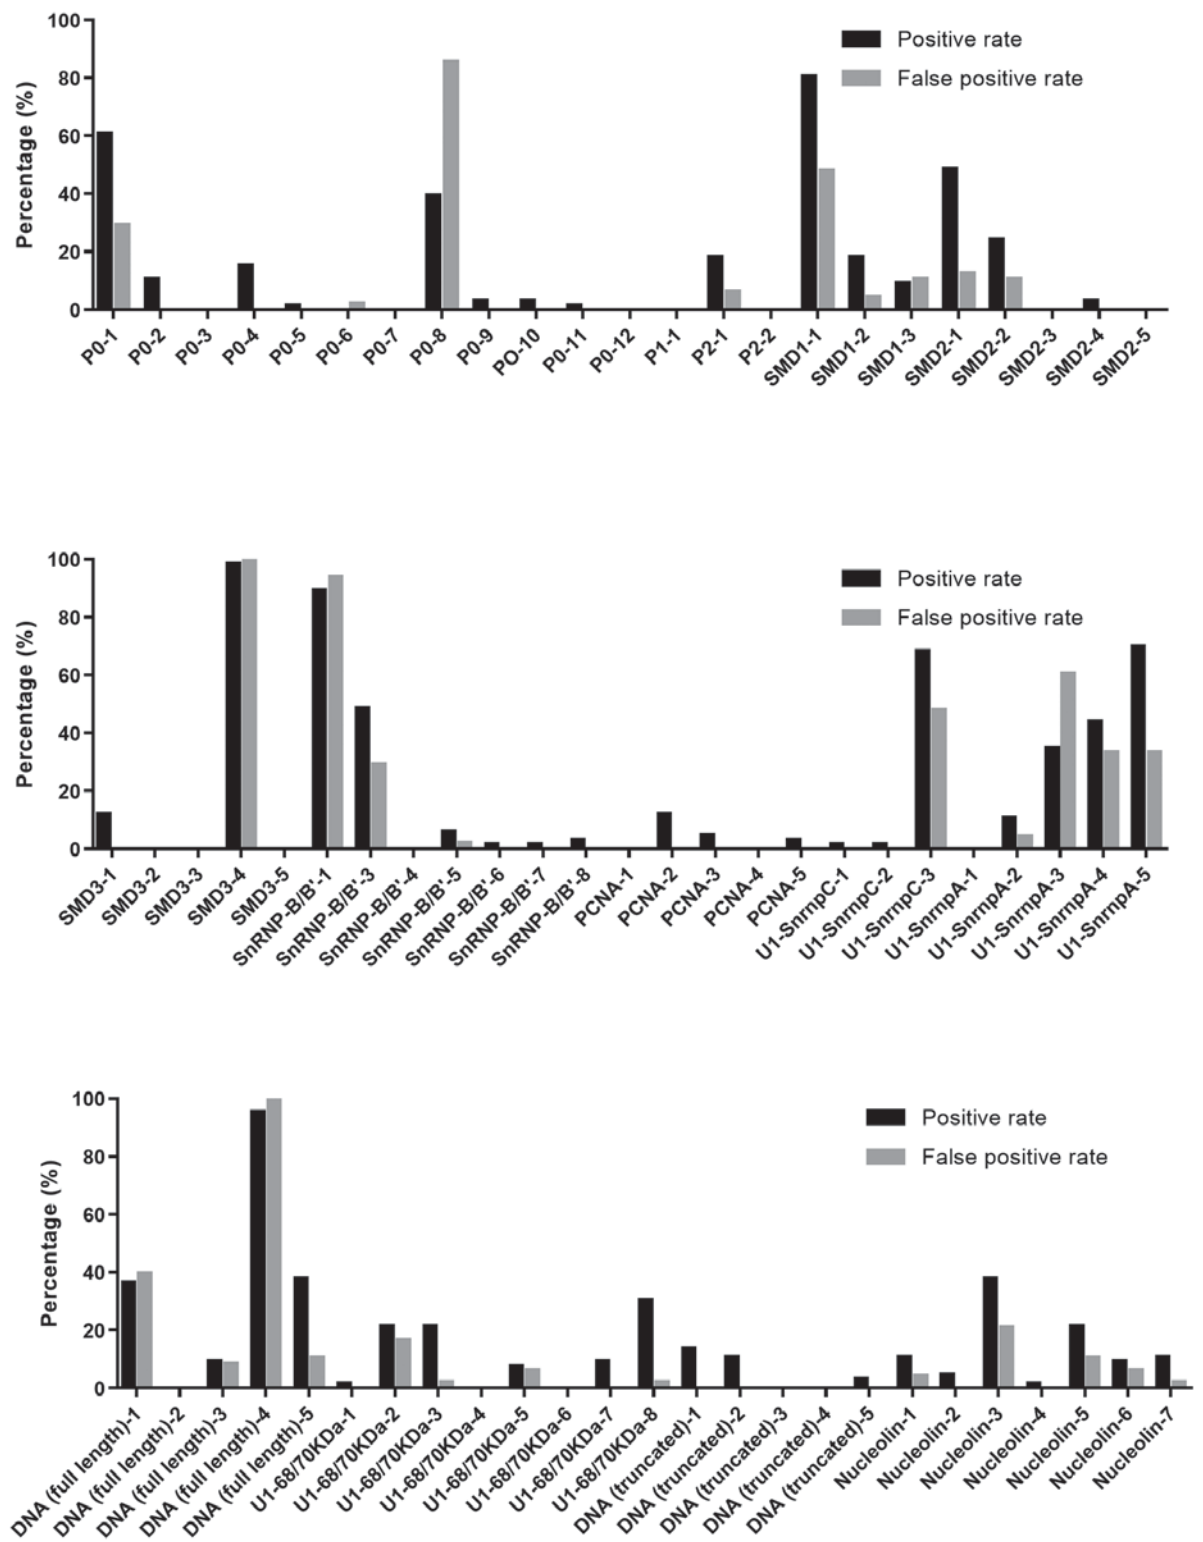 Percentage (%)
100
80
60
40
20
0
Positive rate
False positive rate
P0-1
P0-2
P0-3
P0-4
P0-5
P0-6
P0-7
P0-8
P0-9
PO-10
P0-11
P0-12
P1-1
P2-1
P2-2
SMD1-1
SMD1-2
SMD1-3
SMD2-1
SMD2-2
SMD2-3
SMD2-4
SMD2-5
Percentage (%)
100
80
60
40
20
0
Positive rate
False positive rate
SMD3-1
SMD3-2
SMD3-3
SMD3-4
SMD3-5
SnRNP-B/B'-1
SnRNP-B/B'-3
SnRNP-B/B'-4
SnRNP-B/B'-5
SnRNP-B/B'-6
SnRNP-B/B'-7
SnRNP-B/B'-8
PCNA-1
PCNA-2
PCNA-3
PCNA-4
PCNA-5
U1-SnrnpC-1
U1-SnrnpC-2
U1-SnrnpC-3
U1-SnrnpA-1
U1-SnrnpA-2
U1-SnrnpA-3
U1-SnrnpA-4
U1-SnrnpA-5
Percentage (%)
100
80
60
40
20
0
Positive rate
False positive rate
DNA (full length)-1
DNA (full length)-2
DNA (full length)-3
DNA (full length)-4
DNA (full length)-5
U1-68/70KDa-1
U1-68/70KDa-2
U1-68/70KDa-3
U1-68/70KDa-4
U1-68/70KDa-5
U1-68/70KDa-6
U1-68/70KDa-7
U1-68/70KDa-8
DNA (truncated)-1
DNA (truncated)-2
DNA (truncated)-3
DNA (truncated)-4
DNA (truncated)-5
Nucleolin-1
Nucleolin-2
Nucleolin-3
Nucleolin-4
Nucleolin-5
Nucleolin-6
Nucleolin-7